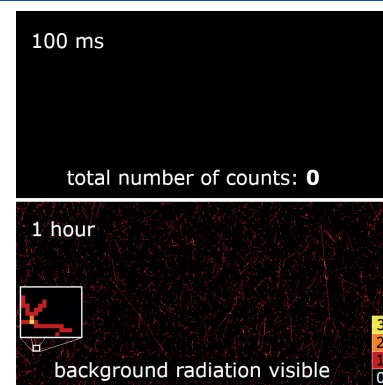 100 ms
total number of counts: 0
1 hour
3
2
1
0
background radiation visible